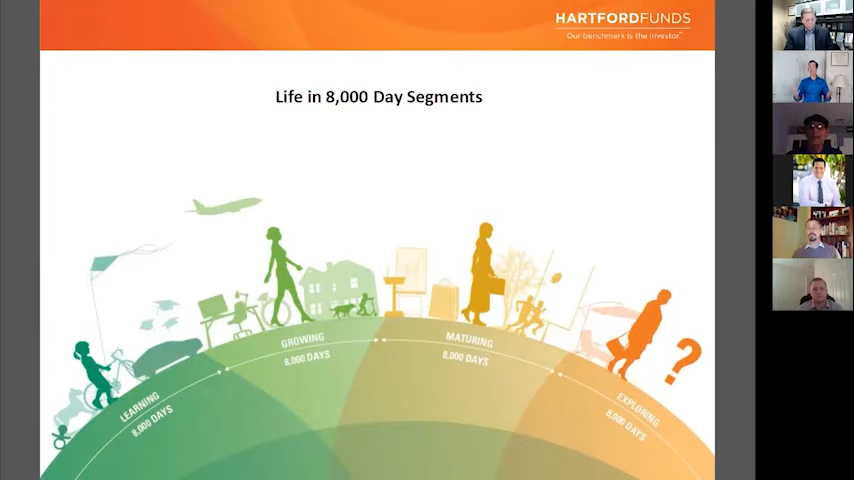 HARTFORDFUNDS
Our benchmark is the investor.℠
Life in 8,000 Day Segments
LEARNING
8,000 DAYS
GROWING
8,000 DAYS
MATURING
8,000 DAYS
EXPLORING
8,000 DAYS
?